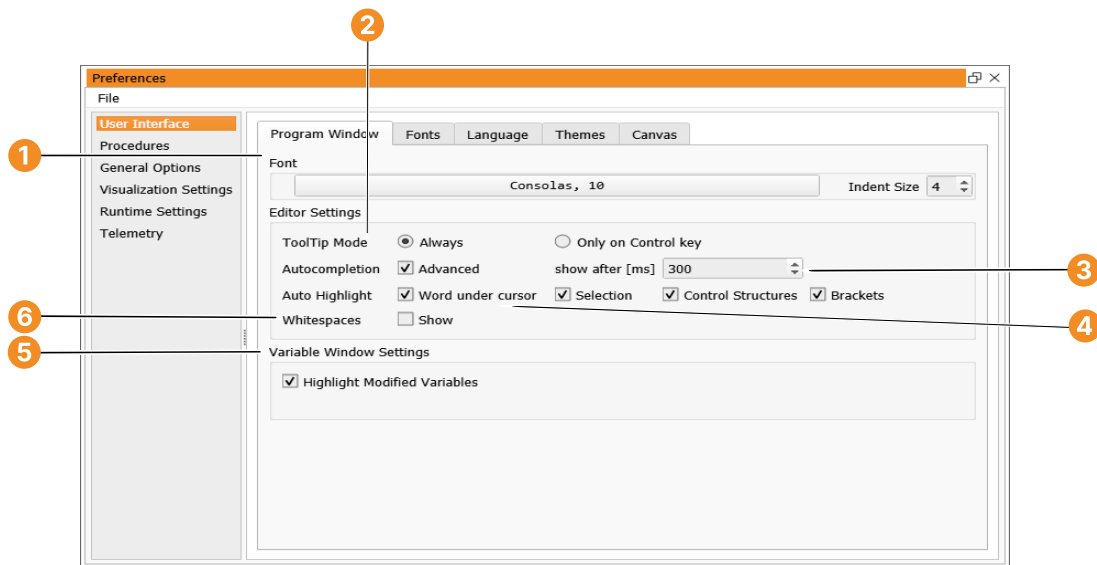 2
Preferences
File
User Interface
Procedures
General Options
Visualization Settings
Runtime Settings
Telemetry
Program Window Fonts Language Themes Canvas
1
Font
Consolas, 10 Indent Size 4
Editor Settings
ToolTip Mode Always Only on Control key
Autocompletion Advanced show after [ms] 300
3
Auto Highlight Word under cursor Selection Control Structures Brackets
6
Whitespaces Show
4
5
Variable Window Settings
Highlight Modified Variables